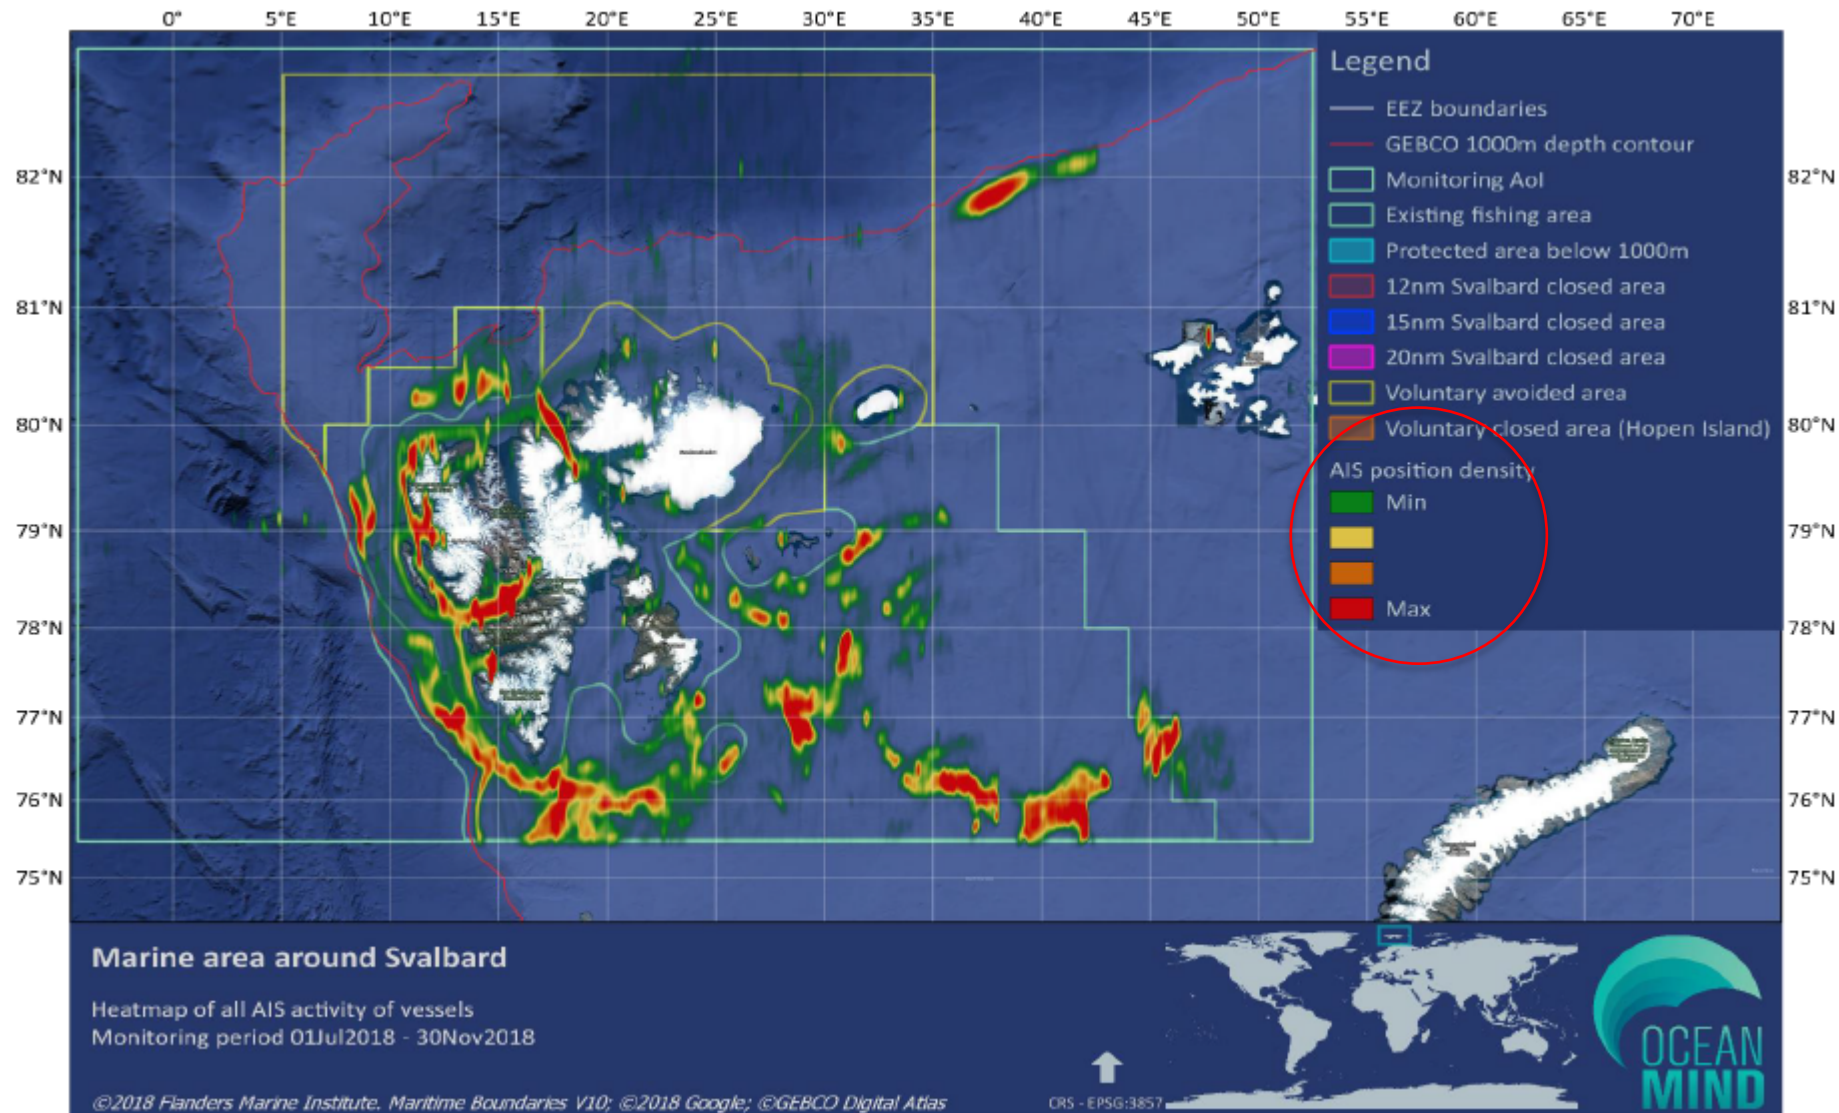 0° 5°E 10°E 15°E 20°E 25°E 30°E 35°E 40°E 45°E 50°E 55°E 60°E 65°E 70°E
Legend
EEZ boundaries
GEBCO 1000m depth contour
Monitoring AoI
Existing fishing area
Protected area below 1000m
12nm Svalbard closed area
15nm Svalbard closed area
20nm Svalbard closed area
Voluntary avoided area
Voluntary closed area (Hopen Island)
AIS position density
Min
Max
82°N 82°N
81°N 81°N
80°N 80°N
79°N 79°N
78°N 78°N
77°N 77°N
76°N 76°N
75°N 75°N
Marine area around Svalbard
Heatmap of all AIS activity of vessels
Monitoring period 01Jul2018 - 30Nov2018
©2018 Flanders Marine Institute. Maritime Boundaries V10; ©2018 Google; ©GEBCO Digital Atlas
CRS - EPSG:3857
OCEAN
MIND